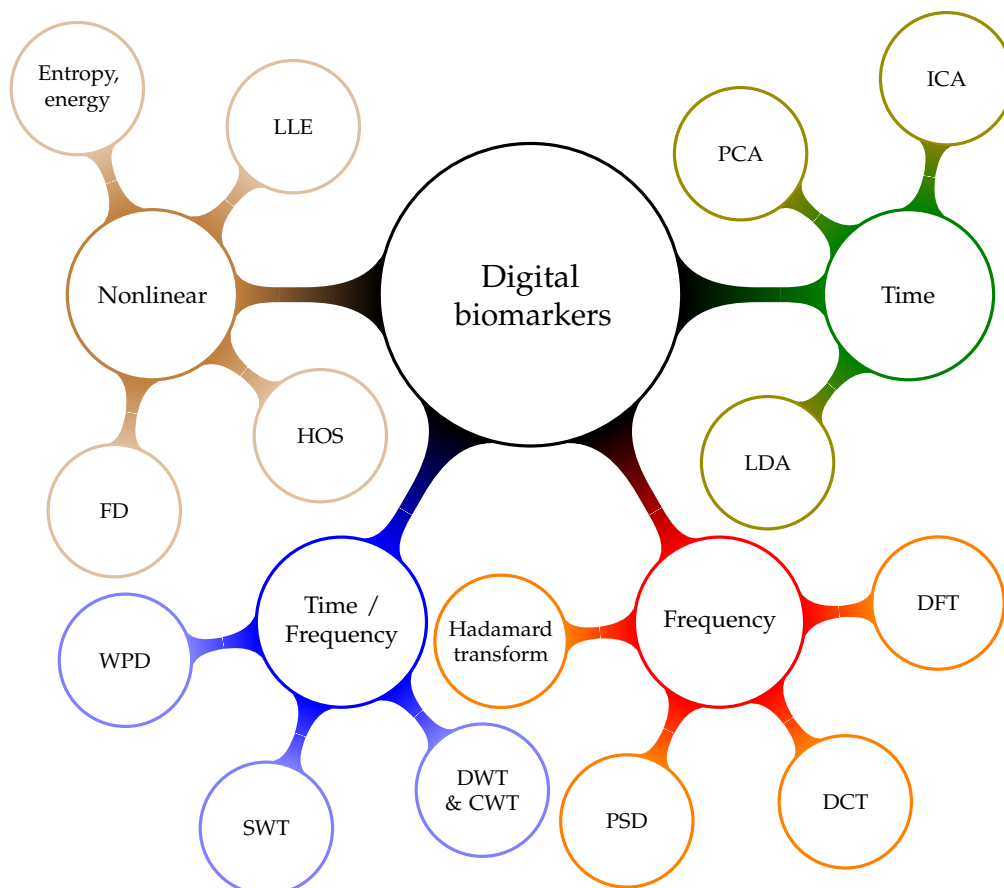 Entropy,
energy
LLE
PCA
ICA
Nonlinear
Digital
biomarkers
Time
FD
HOS
LDA
WPD
Time /
Frequency
Hadamard
transform
Frequency
DFT
SWT
DWT
& CWT
PSD
DCT